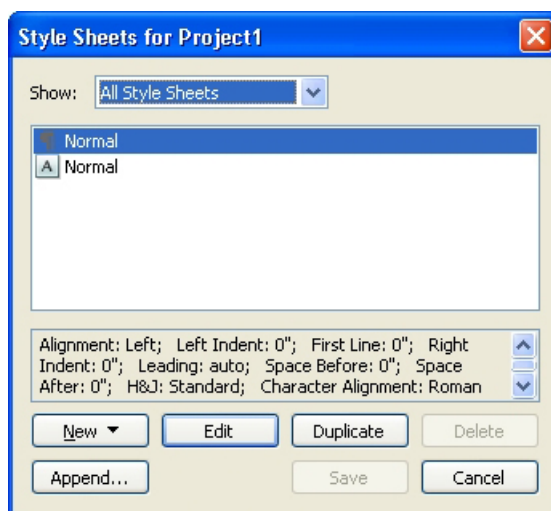 Style Sheets for Project1
Show: All Style Sheets
Normal
A Normal
Alignment: Left; Left Indent: 0"; First Line: 0"; Right
Indent: 0"; Leading: auto; Space Before: 0"; Space
After: 0"; H&J: Standard; Character Alignment: Roman
New Edit Duplicate Delete
Append... Save Cancel